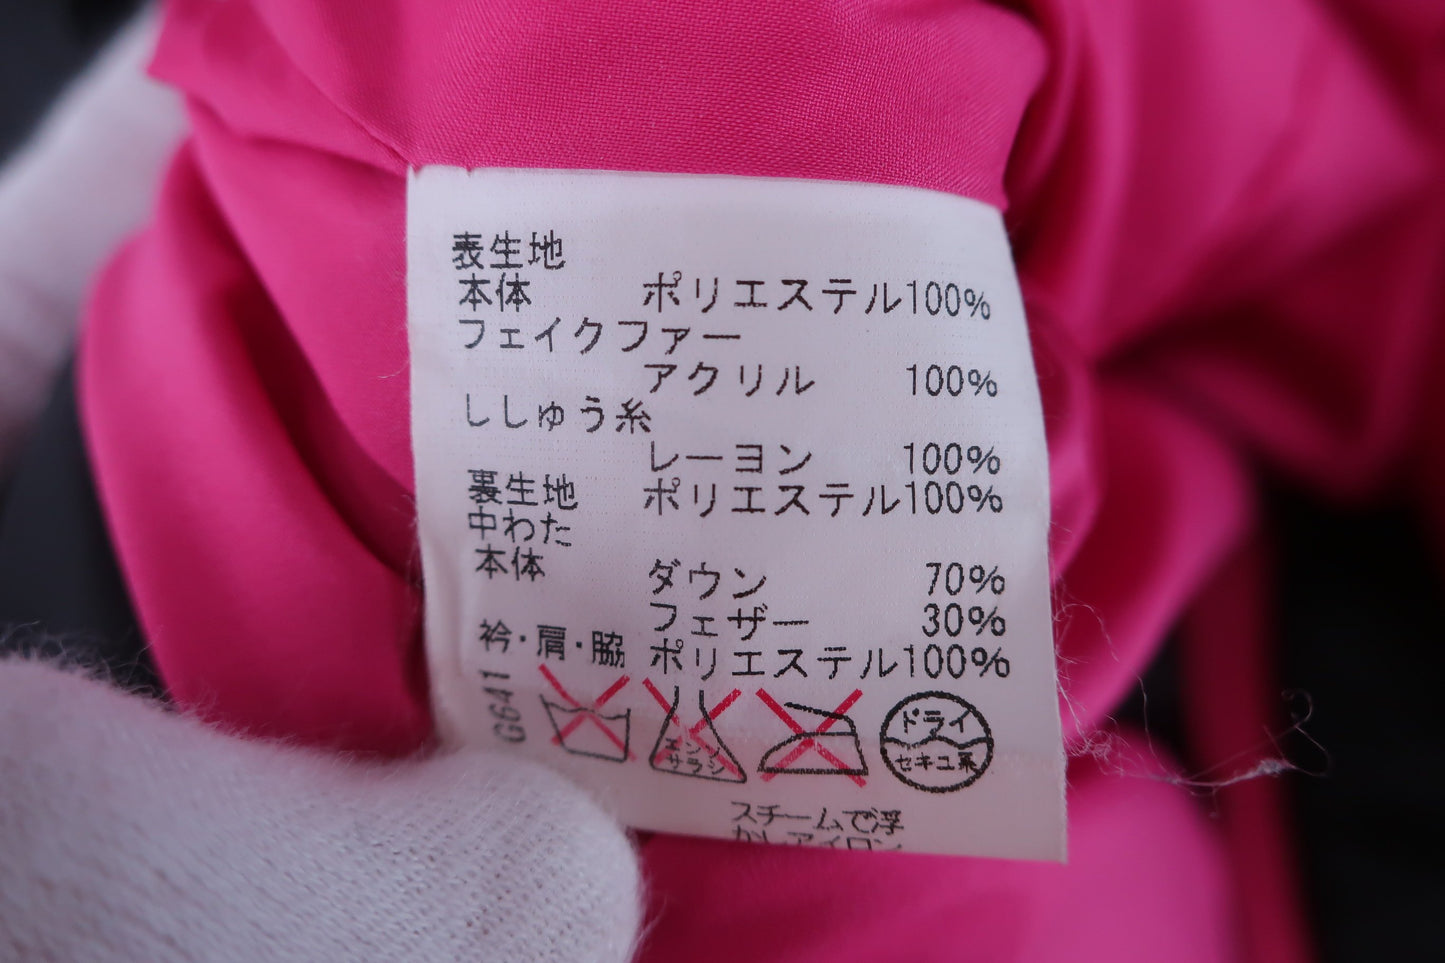 表生地
本体 ポリエステル100%
フェイクファー
アクリル 100%
ししゅう糸
レーヨン 100%
裏生地 ポリエステル100%
中わた
本体 ダウン 70%
フェザー 30%
衿・肩・脇 ポリエステル100%
G641
エンソ
サラシ
ドライ
セキユ系
スチームで浮
かしアイロン